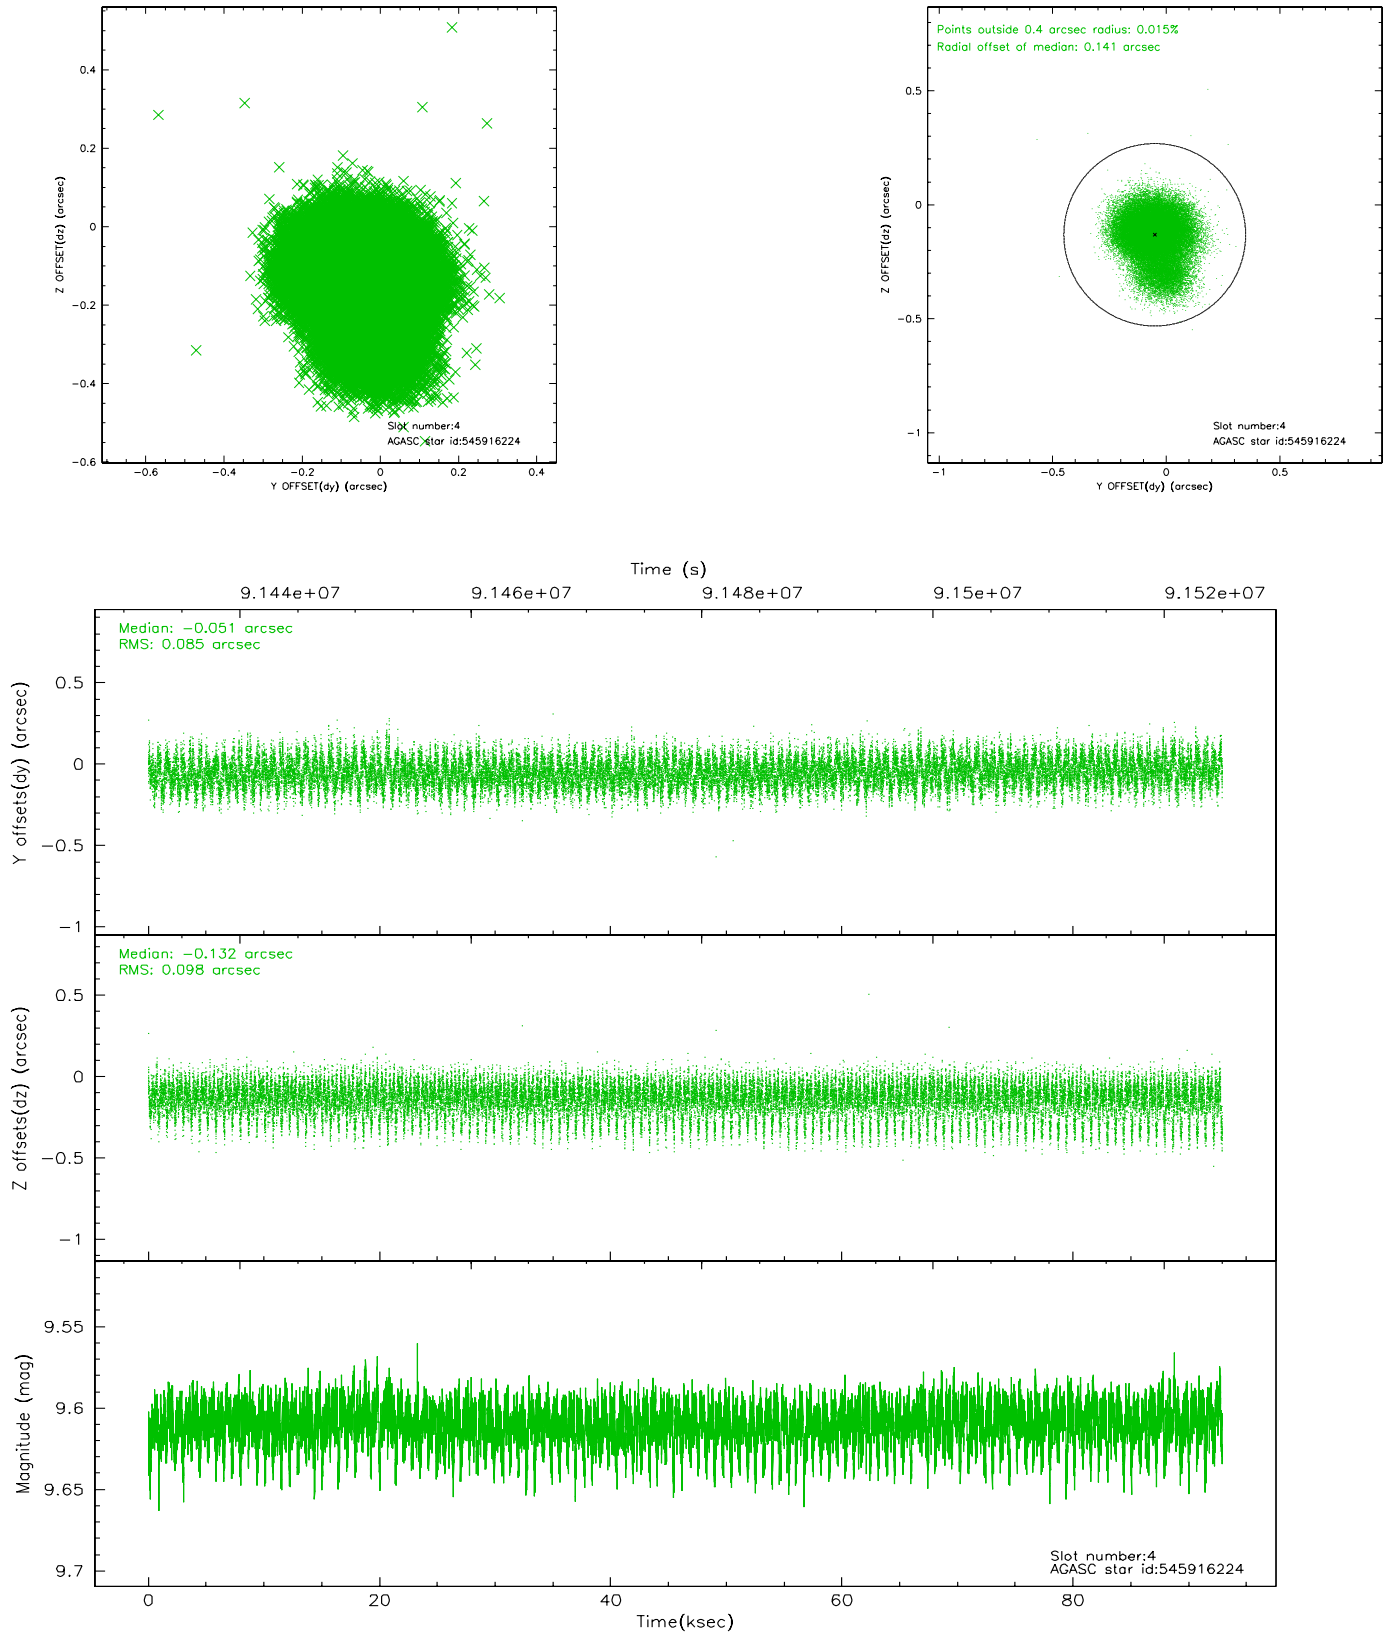 0.4
0.2
0
−0.2
−0.4
−0.6
−0.6
−0.4
−0.2
0
0.2
0.4
Z OFFSET(dz) (arcsec)
Y OFFSET(dy) (arcsec)
Slot number:4
AGASC star id:545916224
Points outside 0.4 arcsec radius: 0.015%
Radial offset of median: 0.141 arcsec
0.5
0
−0.5
−1
−1
−0.5
0
0.5
Z OFFSET(dz) (arcsec)
Y OFFSET(dy) (arcsec)
Slot number:4
AGASC star id:545916224
Time (s)
9.144e+07
9.146e+07
9.148e+07
9.15e+07
9.152e+07
Median: −0.051 arcsec
RMS: 0.085 arcsec
0.5
0
−0.5
−1
Y offsets(dy) (arcsec)
Median: −0.132 arcsec
RMS: 0.098 arcsec
0.5
0
−0.5
−1
Z offsets(dz) (arcsec)
9.55
9.6
9.65
9.7
Magnitude (mag)
Slot number:4
AGASC star id:545916224
0
20
40
60
80
Time(ksec)